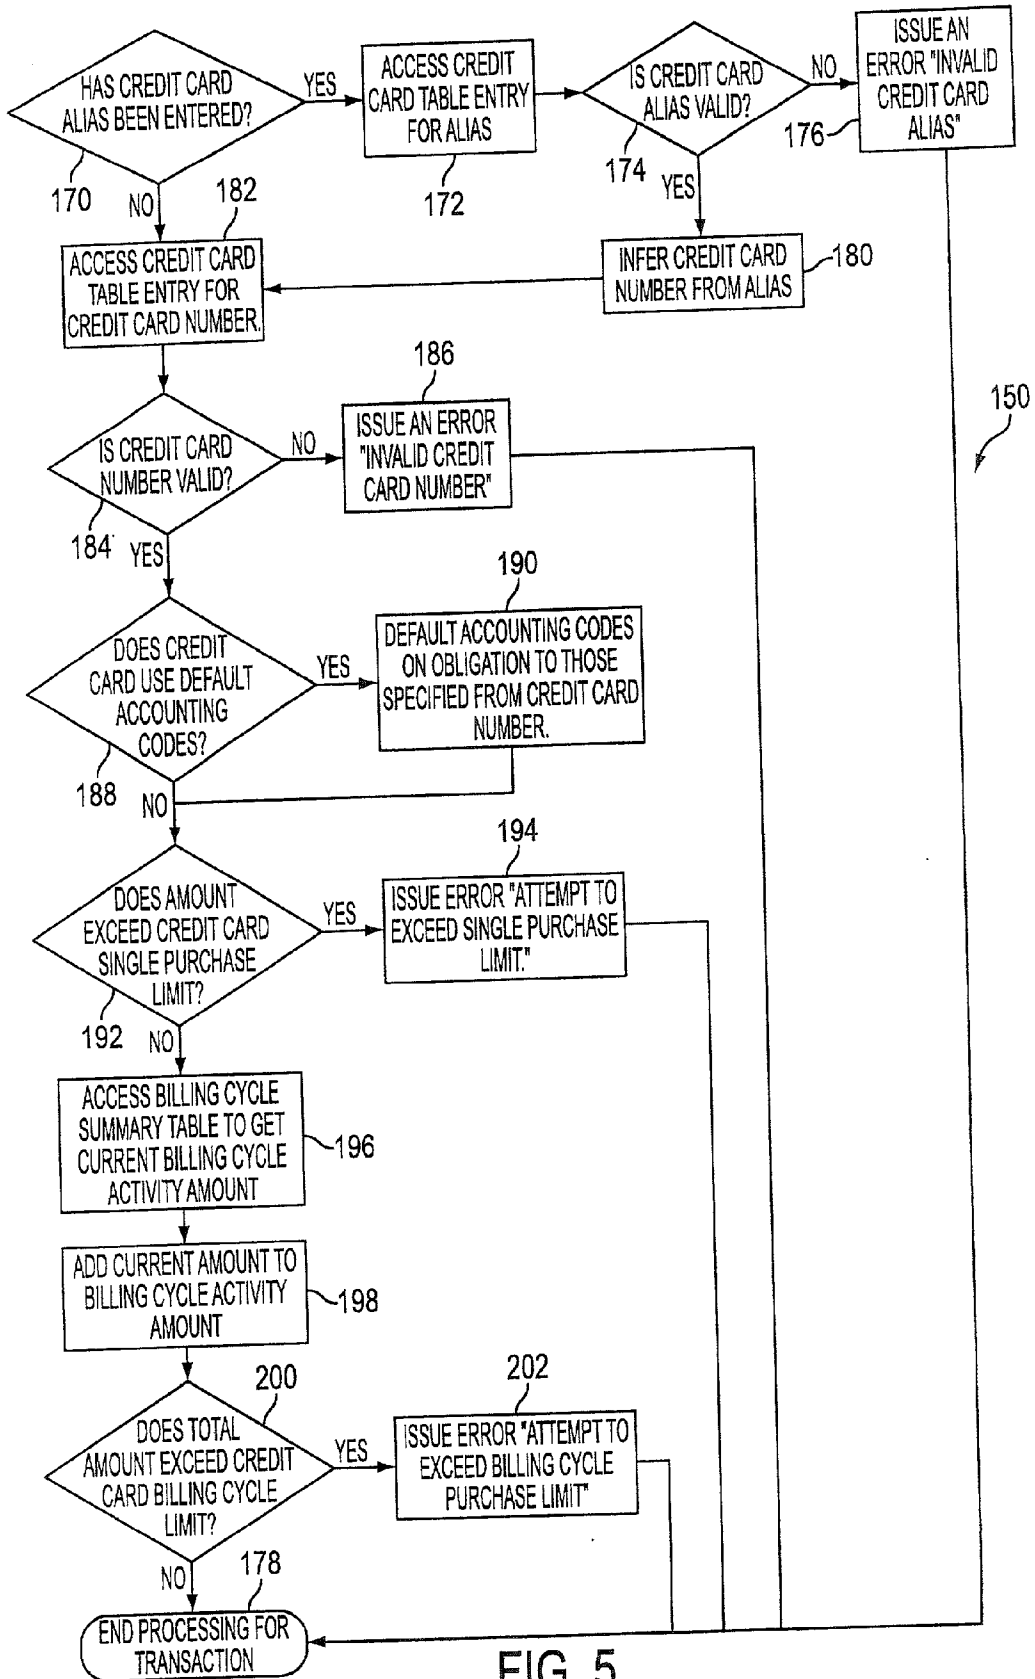 HAS CREDIT CARD
ALIAS BEEN ENTERED?
170
YES
NO
ACCESS CREDIT
CARD TABLE ENTRY
FOR ALIAS
172
IS CREDIT CARD
ALIAS VALID?
174
NO
YES
ISSUE AN
ERROR "INVALID
CREDIT CARD
ALIAS"
176
182
ACCESS CREDIT CARD
TABLE ENTRY FOR
CREDIT CARD NUMBER.
INFER CREDIT CARD
NUMBER FROM ALIAS
180
150
IS CREDIT CARD
NUMBER VALID?
184
NO
YES
186
ISSUE AN ERROR
"INVALID CREDIT
CARD NUMBER"
DOES CREDIT
CARD USE DEFAULT
ACCOUNTING
CODES?
188
YES
NO
190
DEFAULT ACCOUNTING CODES
ON OBLIGATION TO THOSE
SPECIFIED FROM CREDIT CARD
NUMBER.
DOES AMOUNT
EXCEED CREDIT CARD
SINGLE PURCHASE
LIMIT?
192
YES
NO
194
ISSUE ERROR "ATTEMPT TO
EXCEED SINGLE PURCHASE
LIMIT."
ACCESS BILLING CYCLE
SUMMARY TABLE TO GET
CURRENT BILLING CYCLE
ACTIVITY AMOUNT
196
ADD CURRENT AMOUNT TO
BILLING CYCLE ACTIVITY
AMOUNT
198
200
DOES TOTAL
AMOUNT EXCEED CREDIT
CARD BILLING CYCLE
LIMIT?
YES
NO
202
ISSUE ERROR "ATTEMPT TO
EXCEED BILLING CYCLE
PURCHASE LIMIT"
178
END PROCESSING FOR
TRANSACTION
FIG. 5